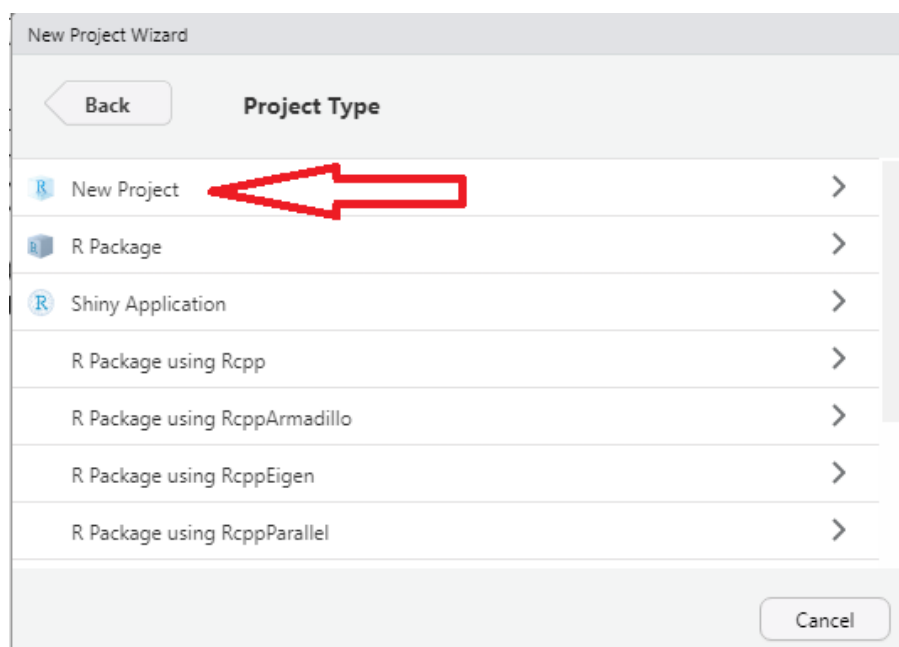 New Project Wizard
Back
Project Type
R New Project
R R Package
R Shiny Application
R Package using Rcpp
R Package using RcppArmadillo
R Package using RcppEigen
R Package using RcppParallel
Cancel